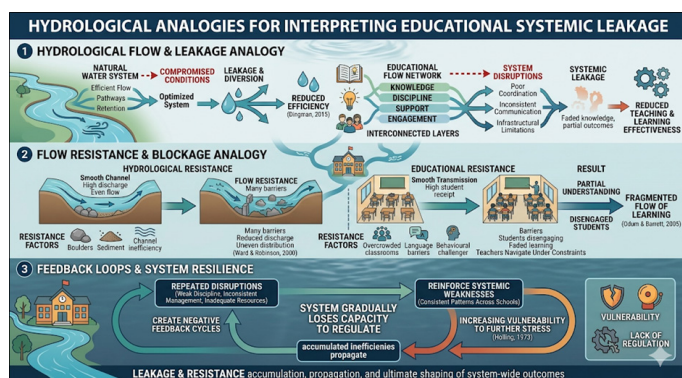 HYDROLOGICAL ANALOGIES FOR INTERPRETING EDUCATIONAL SYSTEMIC LEAKAGE
1 HYDROLOGICAL FLOW & LEAKAGE ANALOGY
NATURAL
WATER SYSTEM
Efficient Flow
Pathways
Retention
COMPROMISED
CONDITIONS
Optimized
System
LEAKAGE &
DIVERSION
REDUCED
EFFICIENCY
(Dingman, 2015)
EDUCATIONAL
FLOW NETWORK
KNOWLEDGE
DISCIPLINE
SUPPORT
ENGAGEMENT
INTERCONNECTED LAYERS
SYSTEM
DISRUPTIONS
Poor
Coordination
Inconsistent
Communication
Infrastructural
Limitations
SYSTEMIC
LEAKAGE
Faded knowledge,
partial outcomes
REDUCED
TEACHING &
LEARNING
EFFECTIVENESS
2 FLOW RESISTANCE & BLOCKAGE ANALOGY
HYDROLOGICAL RESISTANCE
Smooth Channel
High discharge
Even flow
FLOW RESISTANCE
Many barriers
Many barriers
Reduced discharge
Uneven distribution
(Ward & Robinson, 2000)
RESISTANCE
FACTORS
Boulders
Sediment
Channel
inefficiency
EDUCATIONAL RESISTANCE
Smooth Transmission
High student
receipt
Barriers
Students disengaging
Faded learning
Teachers Navigate Under Constraints
RESISTANCE
FACTORS
Overcrowded
classrooms
Language
barriers
Behavioural
challenger
RESULT
PARTIAL
UNDERSTANDING
DISENGAGED
STUDENTS
FRAGMENTED
FLOW OF
LEARNING
(Odum & Barrett, 2005)
3 FEEDBACK LOOPS & SYSTEM RESILIENCE
REPEATED DISRUPTIONS
(Weak Discipline, Inconsistent
Management, Inadequate Resources)
REINFORCE SYSTEMIC
WEAKNESSES
(Consistent Patterns Across Schools)
CREATE NEGATIVE
FEEDBACK CYCLES
SYSTEM GRADUALLY
LOSES CAPACITY
TO REGULATE
INCREASING VULNERABILITY
TO FURTHER STRESS
(Holling, 1973)
accumulated inefficienies
propagate
VULNERABILITY
LACK OF
REGULATION
LEAKAGE & RESISTANCE accumulation, propagation, and ultimate shaping of system-wide outcomes